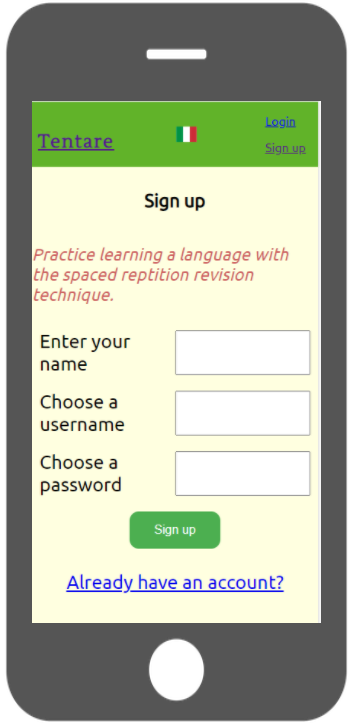 Tentare
Login
Sign up
Sign up
Practice learning a language with
the spaced reptition revision
technique.
Enter your
name
Choose a
username
Choose a
password
Sign up
Already have an account?